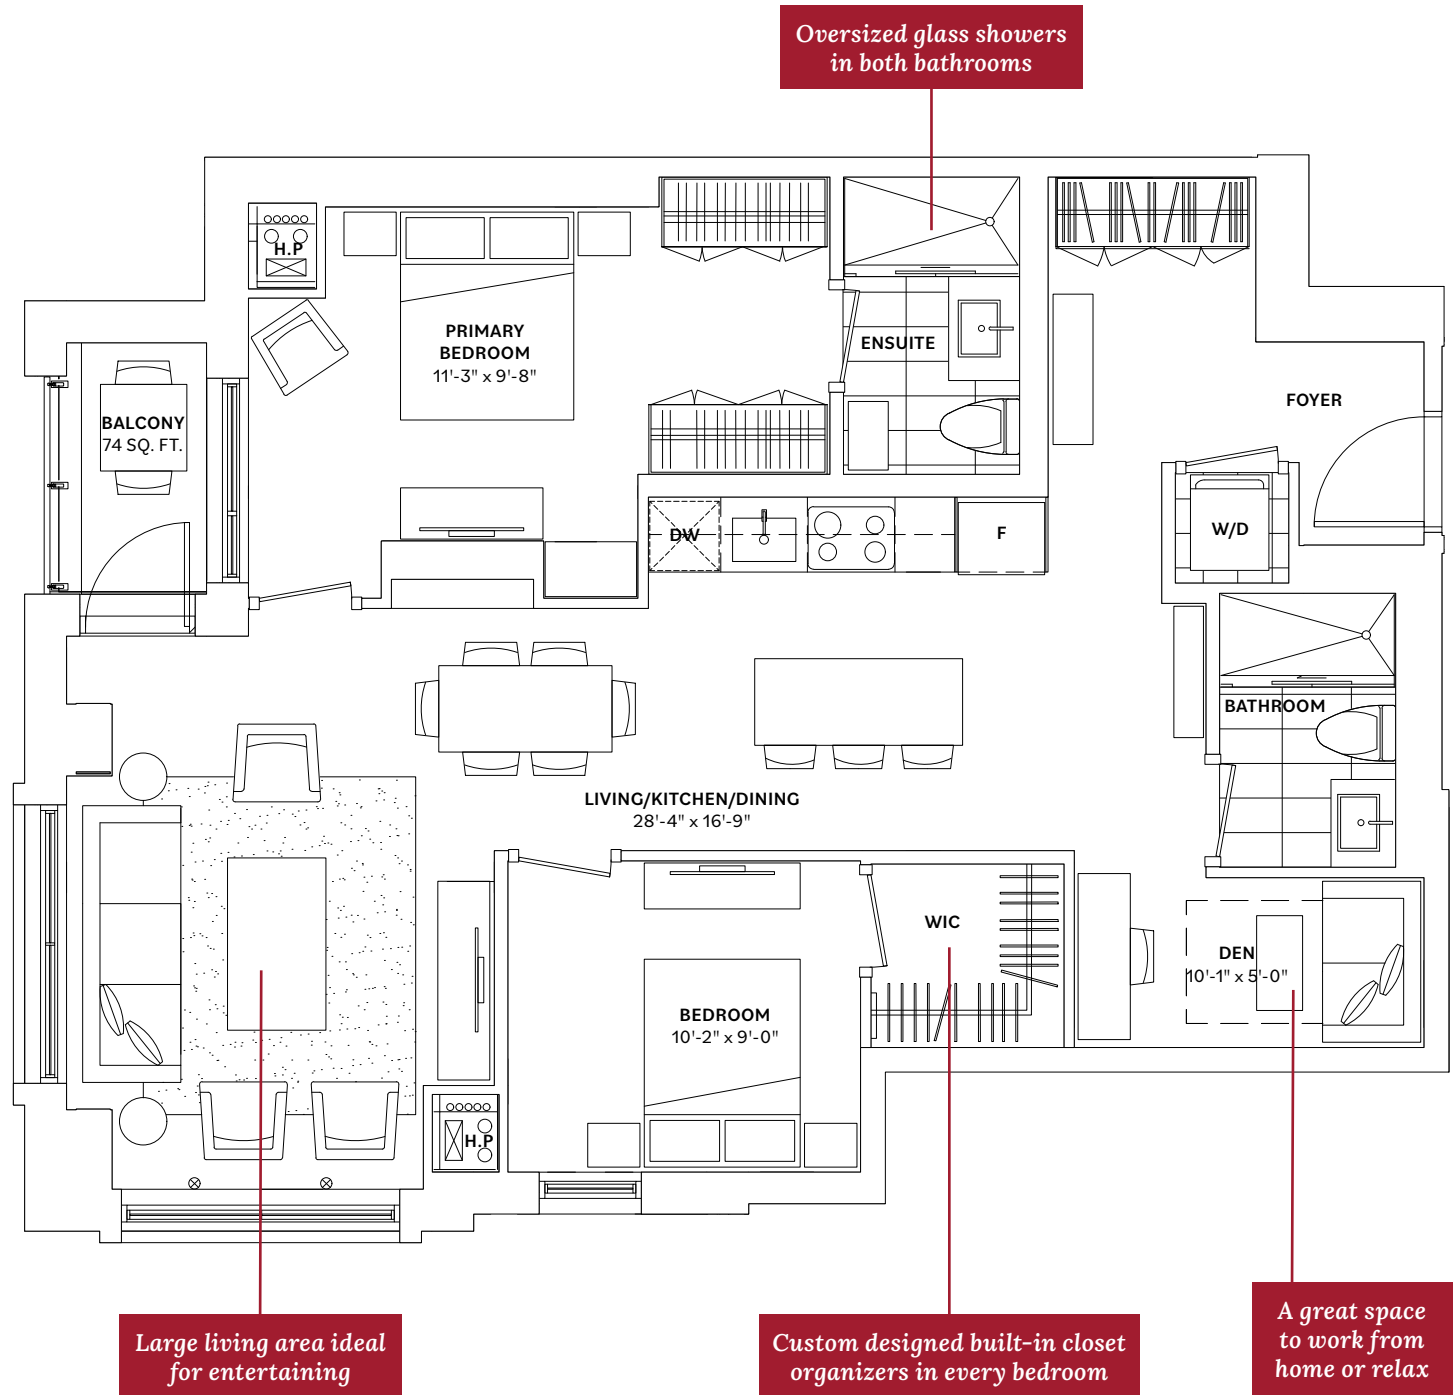 Oversized glass showers
in both bathrooms
H.P
PRIMARY
BEDROOM
11'-3" x 9'-8"
ENSUITE
BALCONY
74 SQ. FT.
FOYER
DW
F
W/D
BATHROOM
LIVING/KITCHEN/DINING
28'-4" x 16'-9"
WIC
DEN
10'-1" x 5'-0"
BEDROOM
10'-2" x 9'-0"
H.P
Large living area ideal
for entertaining
Custom designed built-in closet
organizers in every bedroom
A great space
to work from
home or relax